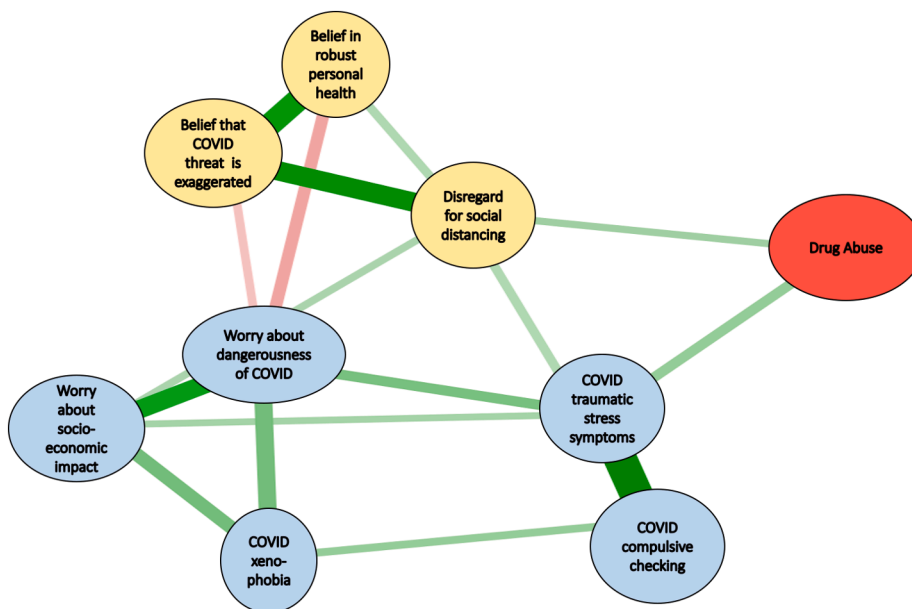 Belief in
robust
personal
health
Belief that
COVID
threat is
exaggerated
Disregard
for social
distancing
Drug Abuse
Worry about
dangerousness
of COVID
Worry
about
socio-
economic
impact
COVID
traumatic
stress
symptoms
COVID
xeno-
phobia
COVID
compulsive
checking